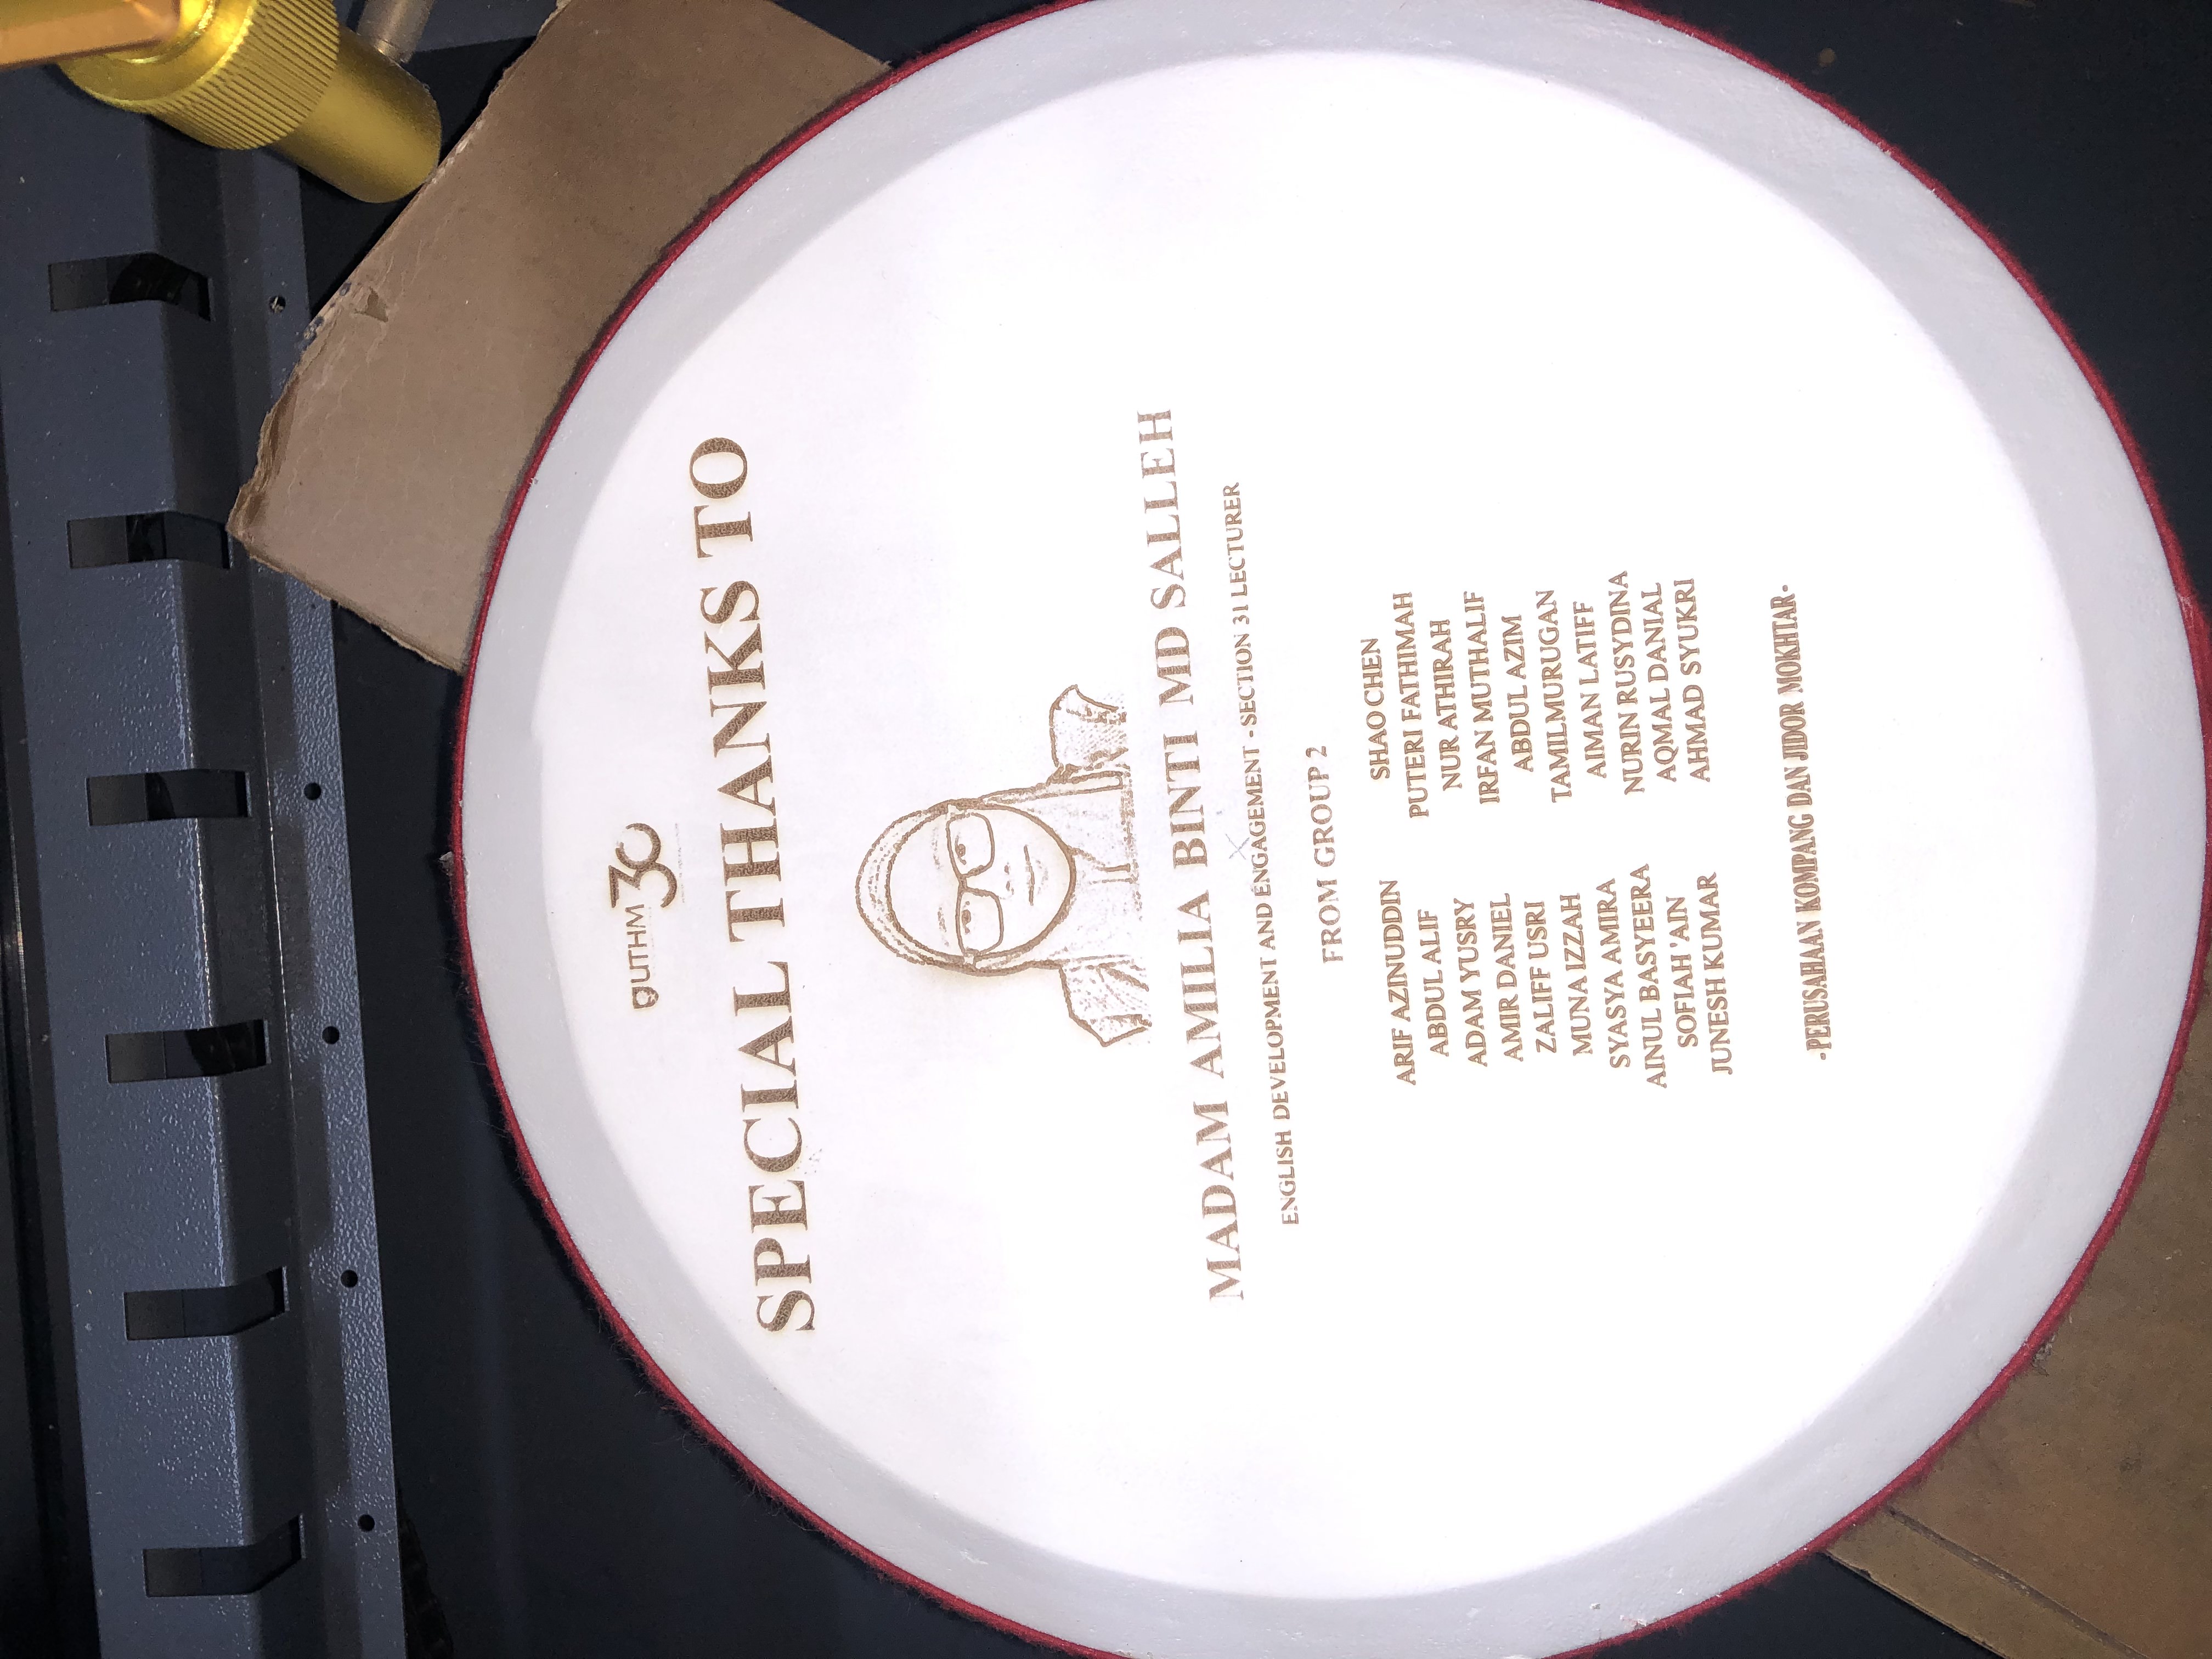 UTHM 30
SPECIAL THANKS TO
MADAM AMILIA BINTI MD SALLEH
ENGLISH DEVELOPMENT AND ENGAGEMENT - SECTION 31 LECTURER
FROM GROUP 2
ARIF AZINUDDIN
ABDUL ALIF
ADAM YUSRY
AMIR DANIEL
ZALIFF USRI
MUNA IZZAH
SYASYA AMIRA
AINUL BASYEERA
SOFIAH 'AIN
JUNESH KUMAR
SHAO CHEN
PUTERI FATHIMAH
NUR ATHIRAH
IRFAN MUTHALIF
ABDUL AZIM
TAMILMURUGAN
AIMAN LATIFF
NURIN RUSYDINA
AQMAL DANIAL
AHMAD SYUKRI
-PERUSAHAAN KOMPANG DAN JIDOR MOKHTAR-